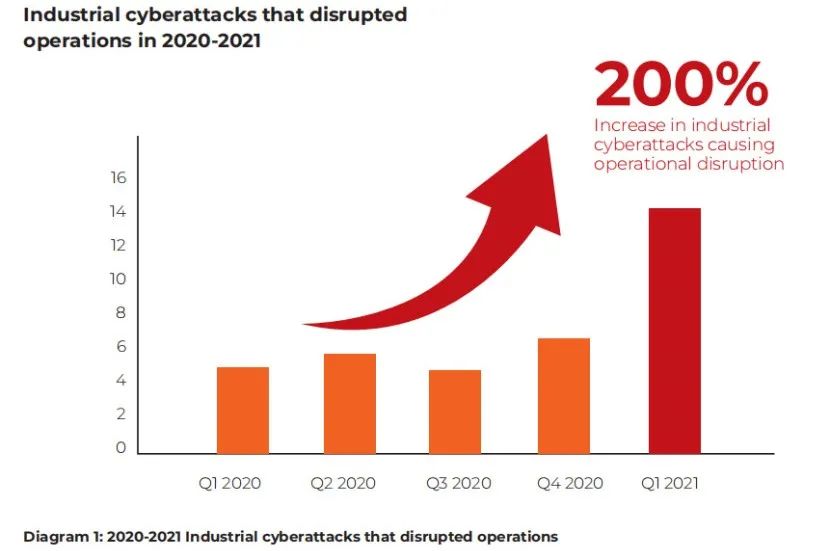 Industrial cyberattacks that disrupted
operations in 2020-2021
200%
Increase in industrial
cyberattacks causing
operational disruption
16
14
12
10
8
6
4
2
0
Q1 2020 Q2 2020 Q3 2020 Q4 2020 Q1 2021
Diagram 1: 2020-2021 Industrial cyberattacks that disrupted operations